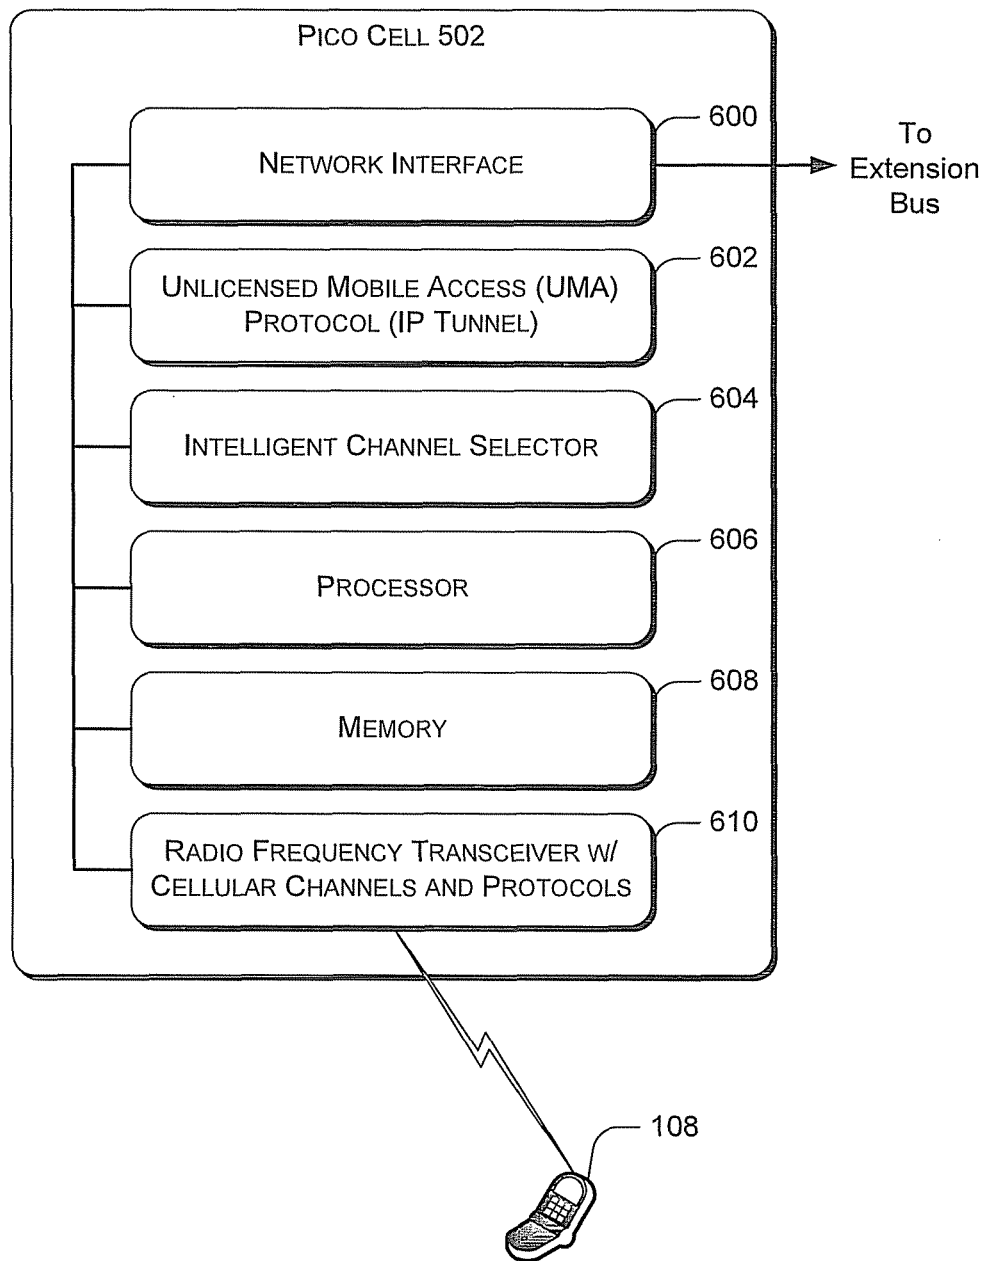 PICO CELL 502
600
NETWORK INTERFACE
To
Extension
Bus
602
UNLICENSED MOBILE ACCESS (UMA)
PROTOCOL (IP TUNNEL)
604
INTELLIGENT CHANNEL SELECTOR
606
PROCESSOR
608
MEMORY
610
RADIO FREQUENCY TRANSCEIVER W/
CELLULAR CHANNELS AND PROTOCOLS
108